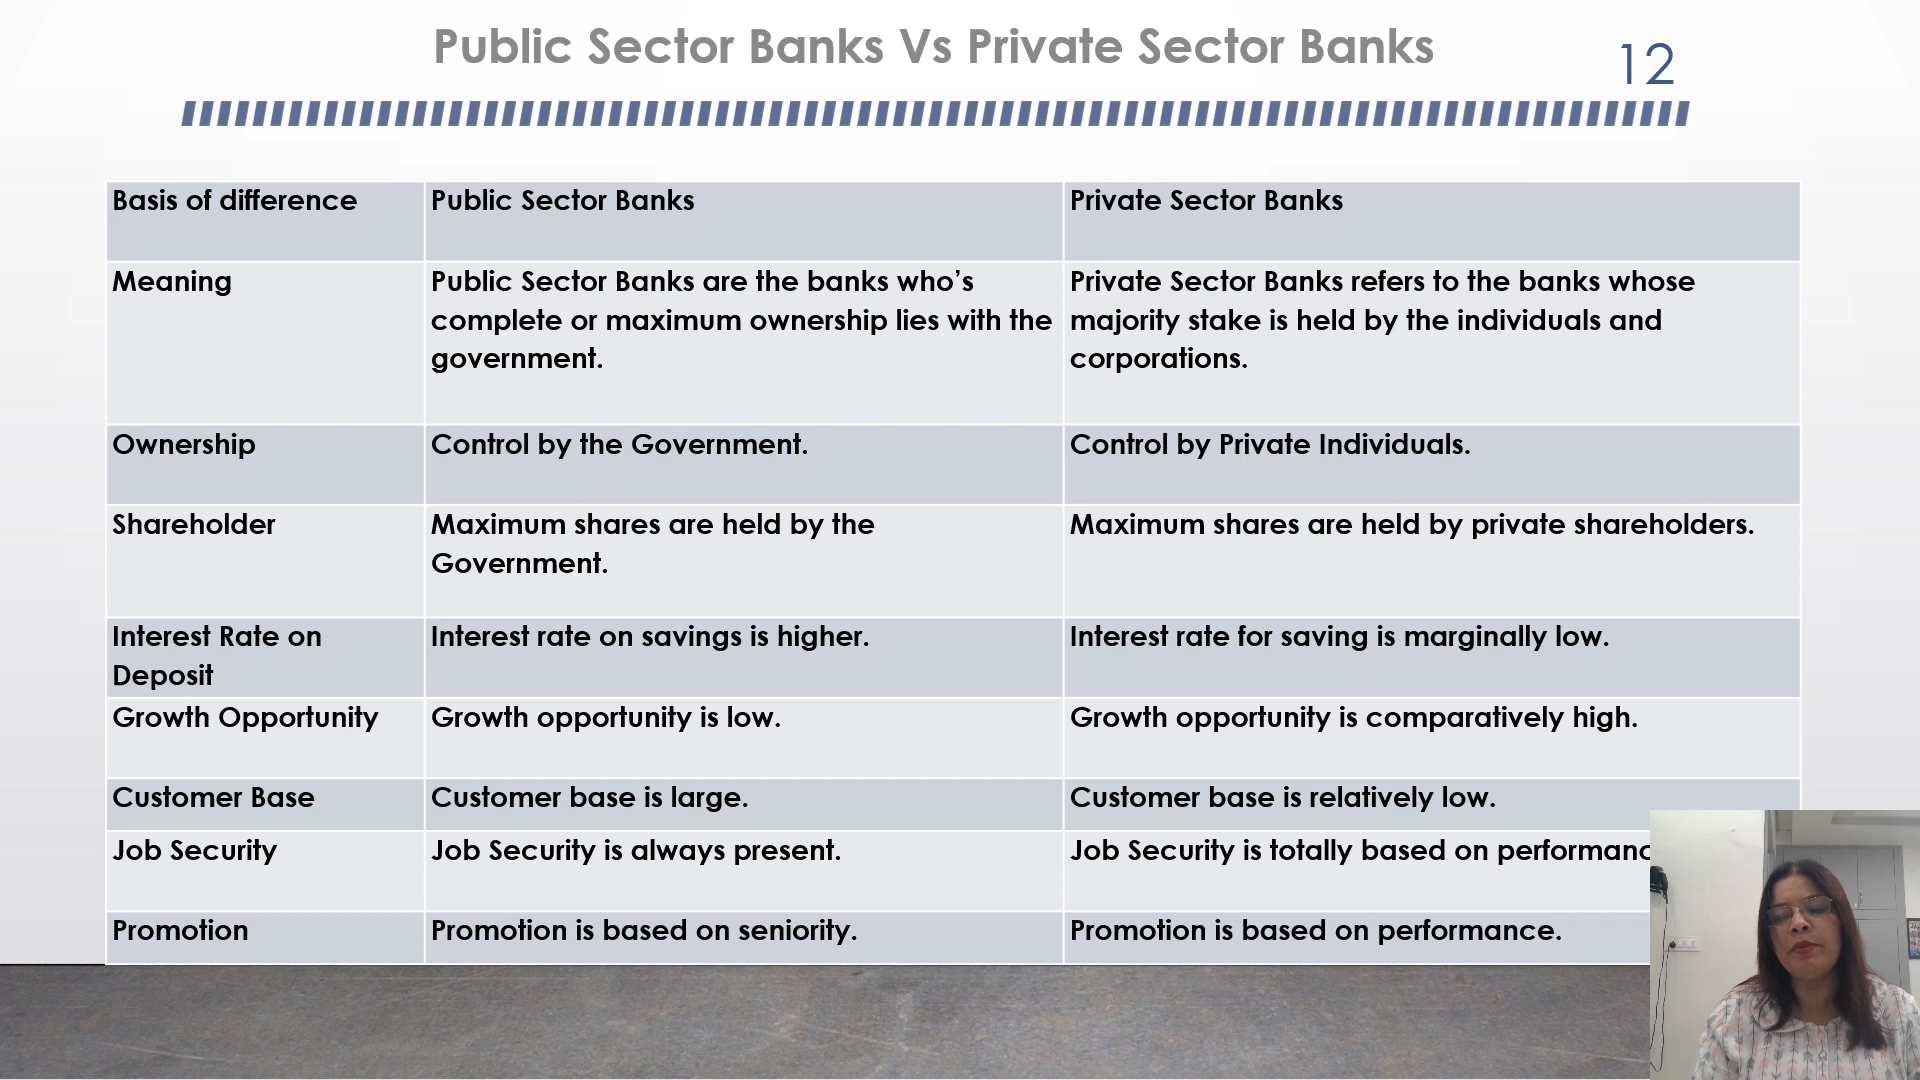 Public Sector Banks Vs Private Sector Banks
12
Basis of difference
Public Sector Banks
Private Sector Banks
Meaning
Public Sector Banks are the banks who’s
complete or maximum ownership lies with the
government.
Private Sector Banks refers to the banks whose
majority stake is held by the individuals and
corporations.
Ownership
Control by the Government.
Control by Private Individuals.
Shareholder
Maximum shares are held by the
Government.
Maximum shares are held by private shareholders.
Interest Rate on
Deposit
Interest rate on savings is higher.
Interest rate for saving is marginally low.
Growth Opportunity
Growth opportunity is low.
Growth opportunity is comparatively high.
Customer Base
Customer base is large.
Customer base is relatively low.
Job Security
Job Security is always present.
Job Security is totally based on
Promotion
Promotion is based on seniority.
Promotion is based on performance.